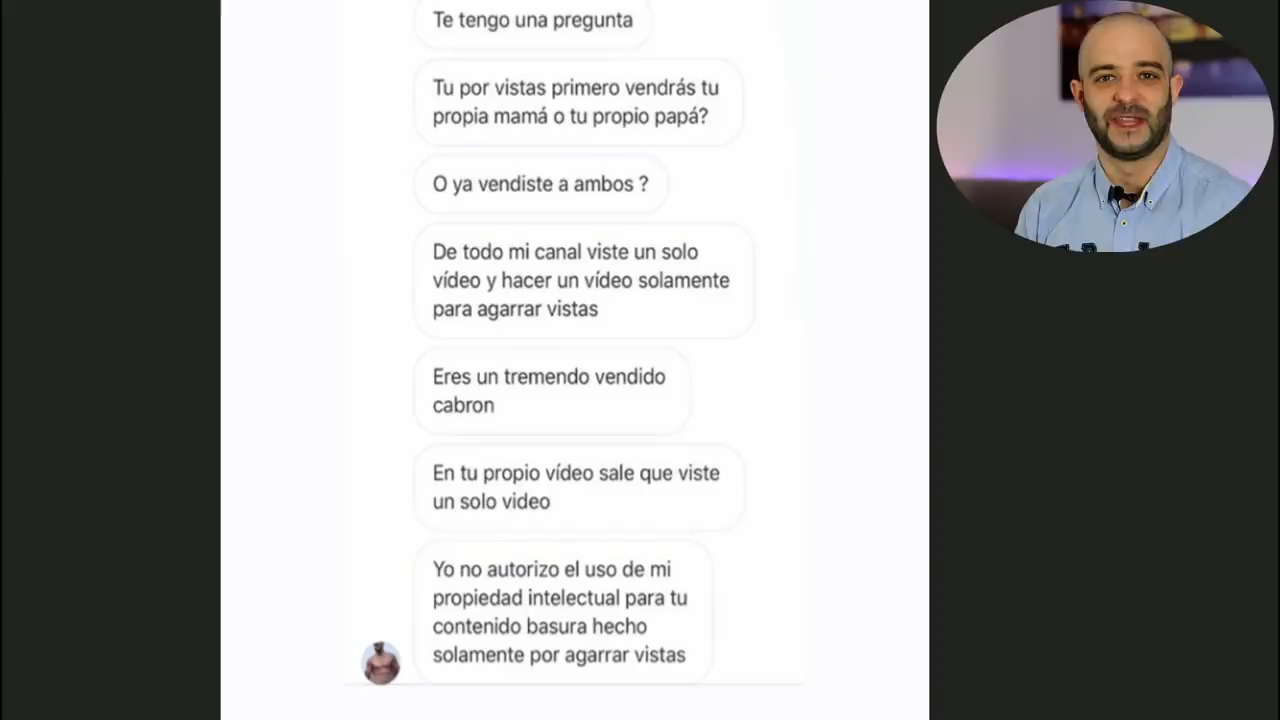 Te tengo una pregunta
Tu por vistas primero vendrás tu
propia mamá o tu propio papá?
O ya vendiste a ambos ?
De todo mi canal viste un solo
vídeo y hacer un vídeo solamente
para agarrar vistas
Eres un tremendo vendido
cabron
En tu propio vídeo sale que viste
un solo video
Yo no autorizo el uso de mi
propiedad intelectual para tu
contenido basura hecho
solamente por agarrar vistas